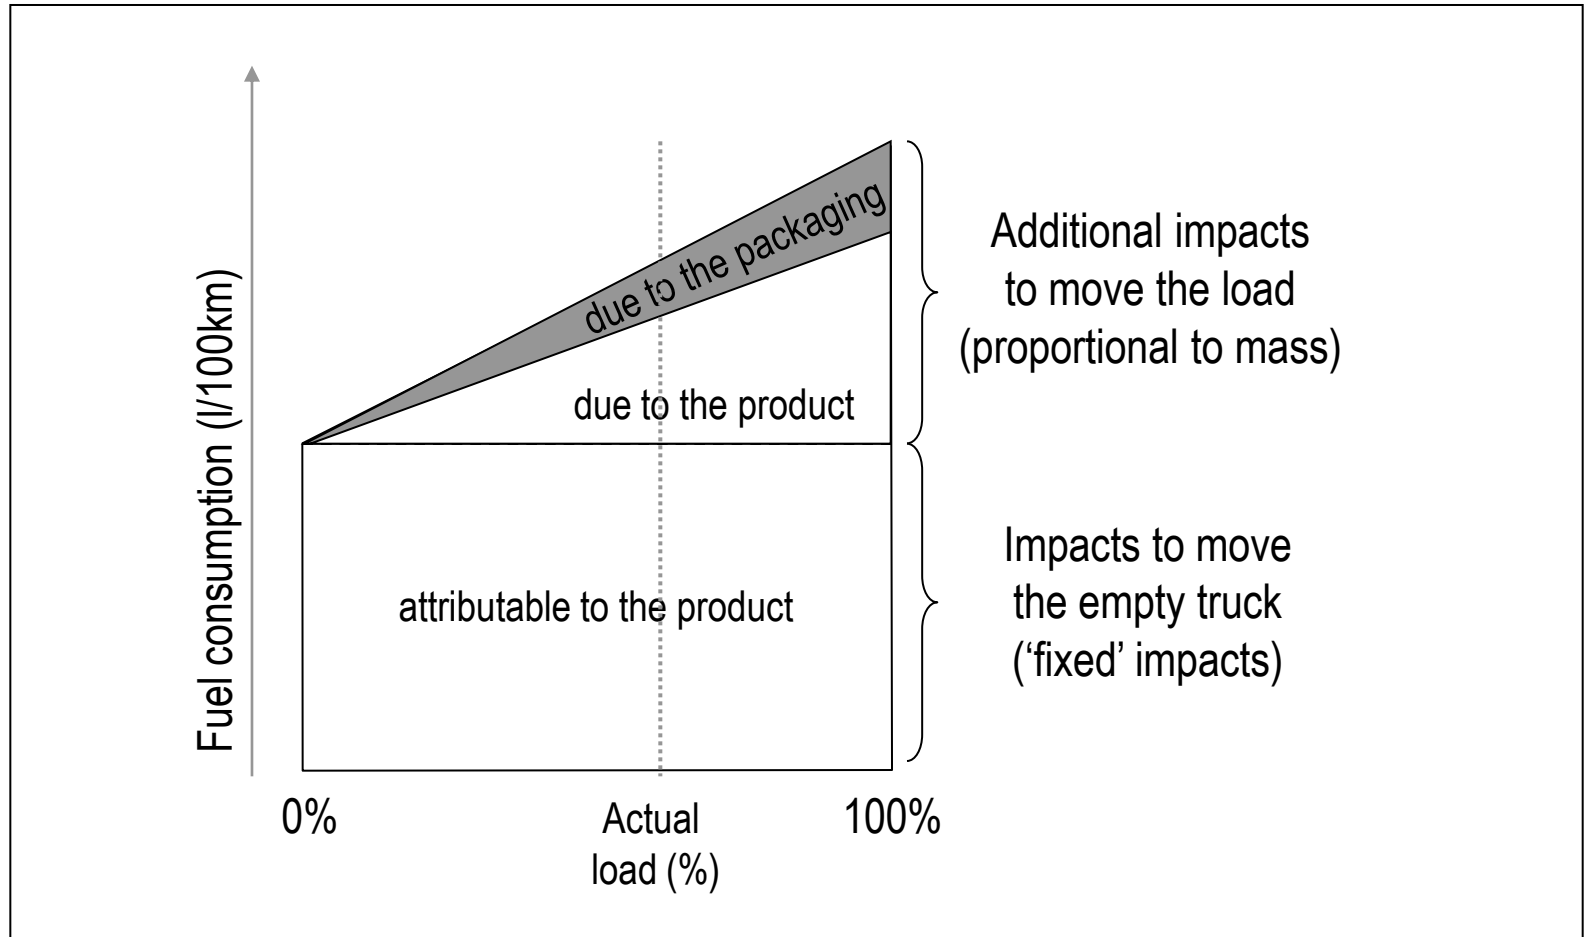 Fuel consumption (l/100km)
due to the packaging
due to the product
attributable to the product
Additional impacts
to move the load
(proportional to mass)
Impacts to move
the empty truck
(‘fixed’ impacts)
0%
Actual
load (%)
100%